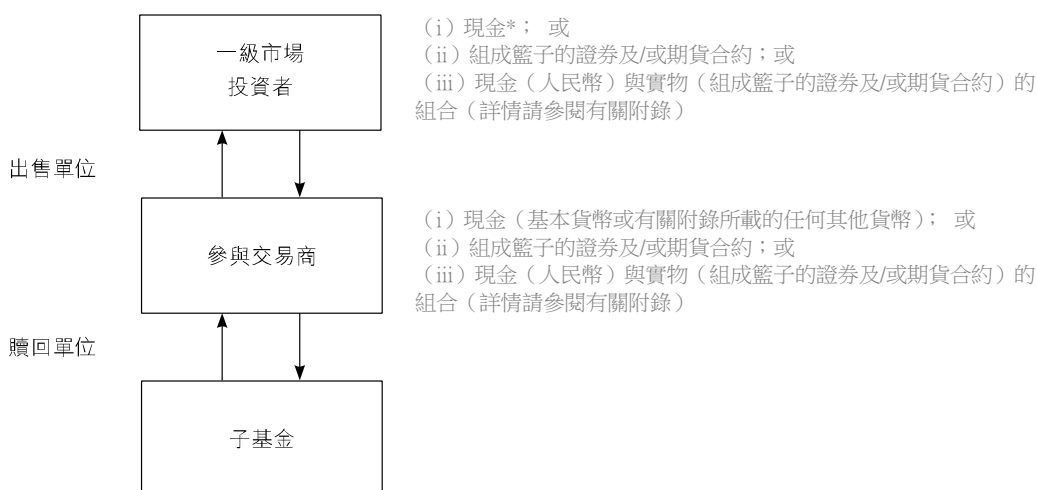 一級市場
投資者
（i）現金*； 或
（ii）組成籃子的證券及/或期貨合約；或
（iii）現金（人民幣）與實物（組成籃子的證券及/或期貨合約）的
組合（詳情請參閱有關附錄）
出售單位
參與交易商
（i）現金（基本貨幣或有關附錄所載的任何其他貨幣）； 或
（ii）組成籃子的證券及/或期貨合約；或
（iii）現金（人民幣）與實物（組成籃子的證券及/或期貨合約）的
組合（詳情請參閱有關附錄）
贖回單位
子基金